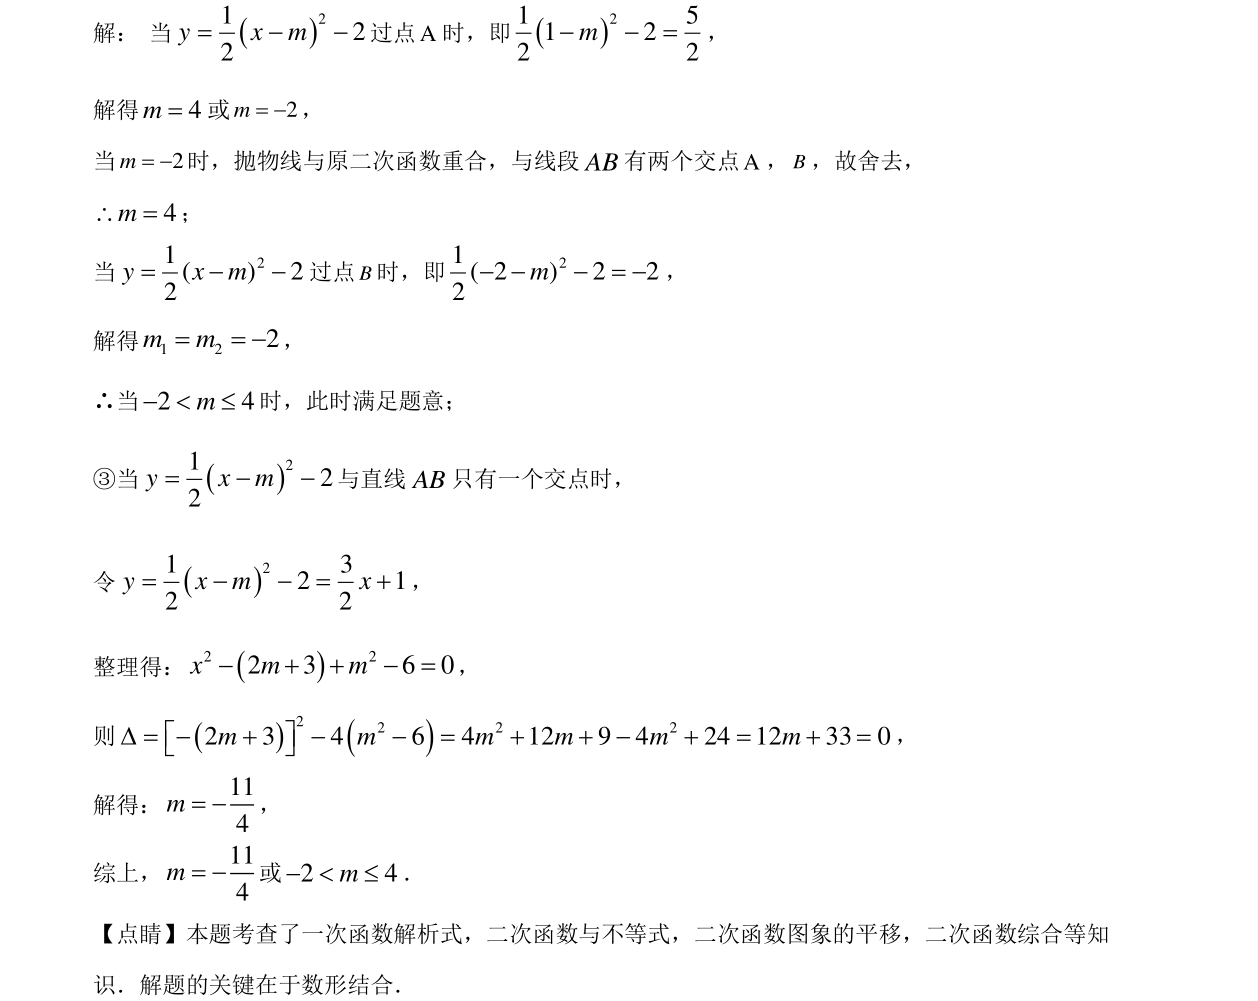 解： 当 y = 1/2 (x − m)² − 2 过点 A 时，即 1/2 (1 − m)² − 2 = 5/2，
解得 m = 4 或 m = −2，
当 m = −2 时，抛物线与原二次函数重合，与线段 AB 有两个交点 A ，B ，故舍去，
∴ m = 4；
当 y = 1/2 (x − m)² − 2 过点 B 时，即 1/2 (−2 − m)² − 2 = −2，
解得 m₁ = m₂ = −2，
∴当 −2 < m ≤ 4 时，此时满足题意；
③当 y = 1/2 (x − m)² − 2 与直线 AB 只有一个交点时，
令 y = 1/2 (x − m)² − 2 = 3/2 x + 1，
整理得： x² − (2m + 3) + m² − 6 = 0，
则 Δ = [−(2m + 3)]² − 4(m² − 6) = 4m² + 12m + 9 − 4m² + 24 = 12m + 33 = 0，
解得： m = − 11/4，
综上， m = − 11/4 或 −2 < m ≤ 4．
【点睛】本题考查了一次函数解析式，二次函数与不等式，二次函数图象的平移，二次函数综合等知
识．解题的关键在于数形结合．